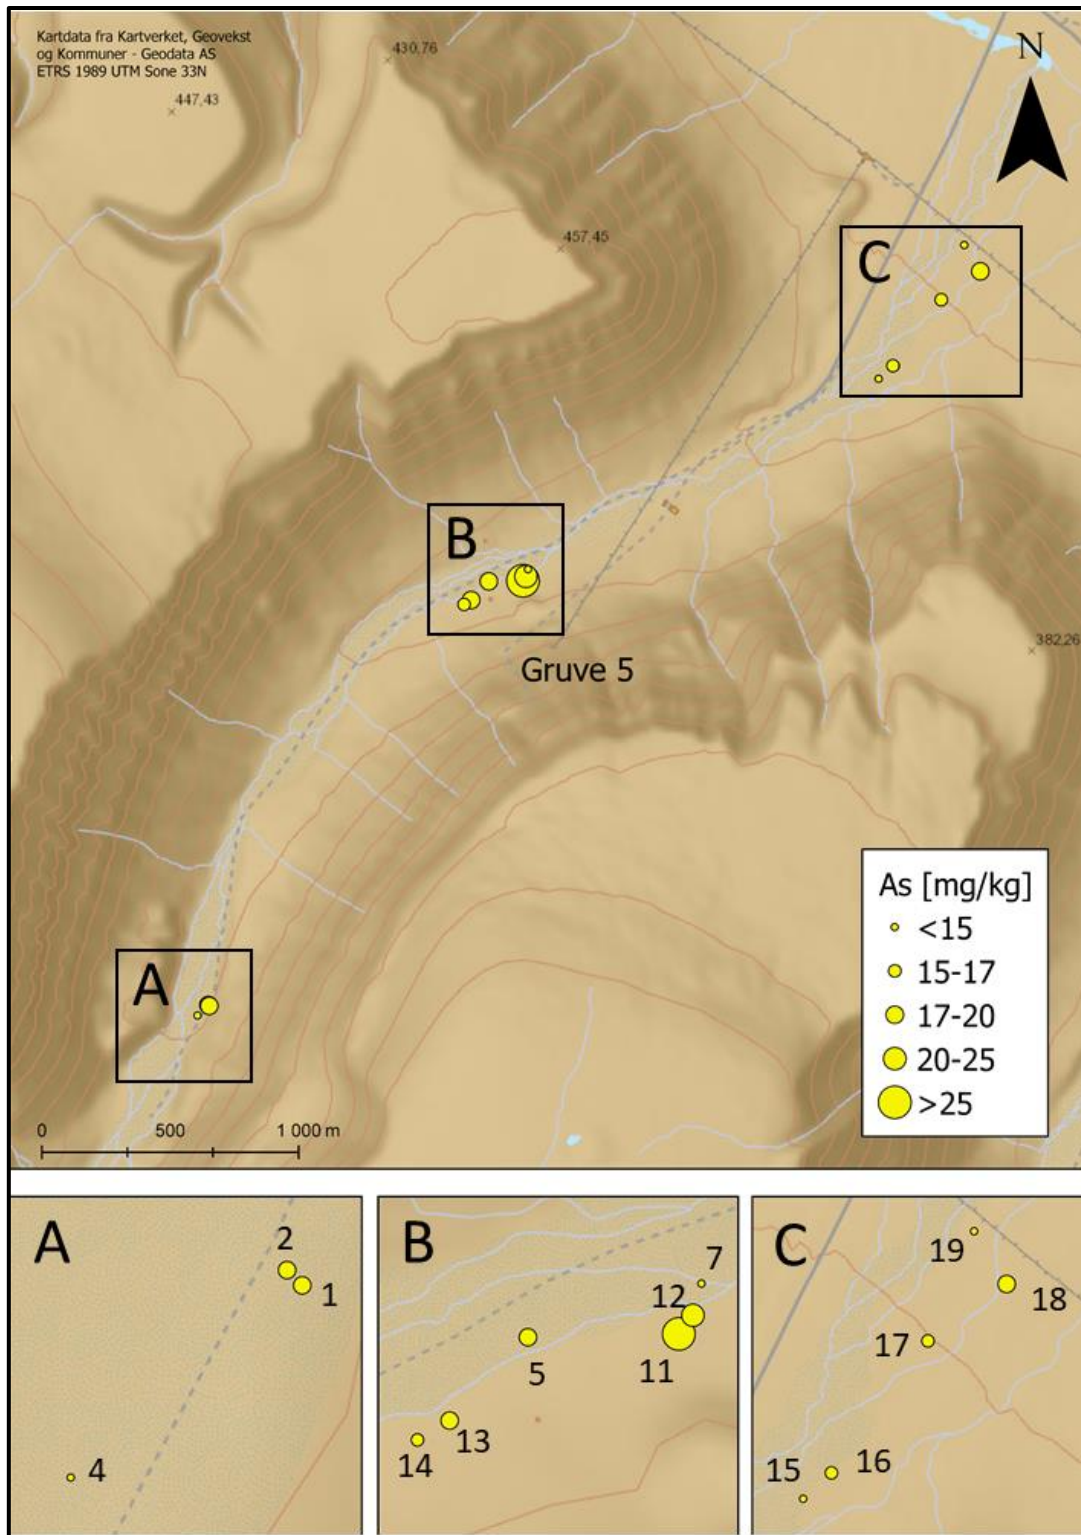 Kartdata fra Kartverket, Geovekst
og Kommuner - Geodata AS
ETRS 1989 UTM Sone 33N
430,76
447,43
N
457,45
C
B
382,26
Gruve 5
A
As [mg/kg]
<15
15-17
17-20
20-25
>25
0 500 1 000 m
A
2
1
4
B
7
12
5
11
13
14
C
19
18
17
15
16